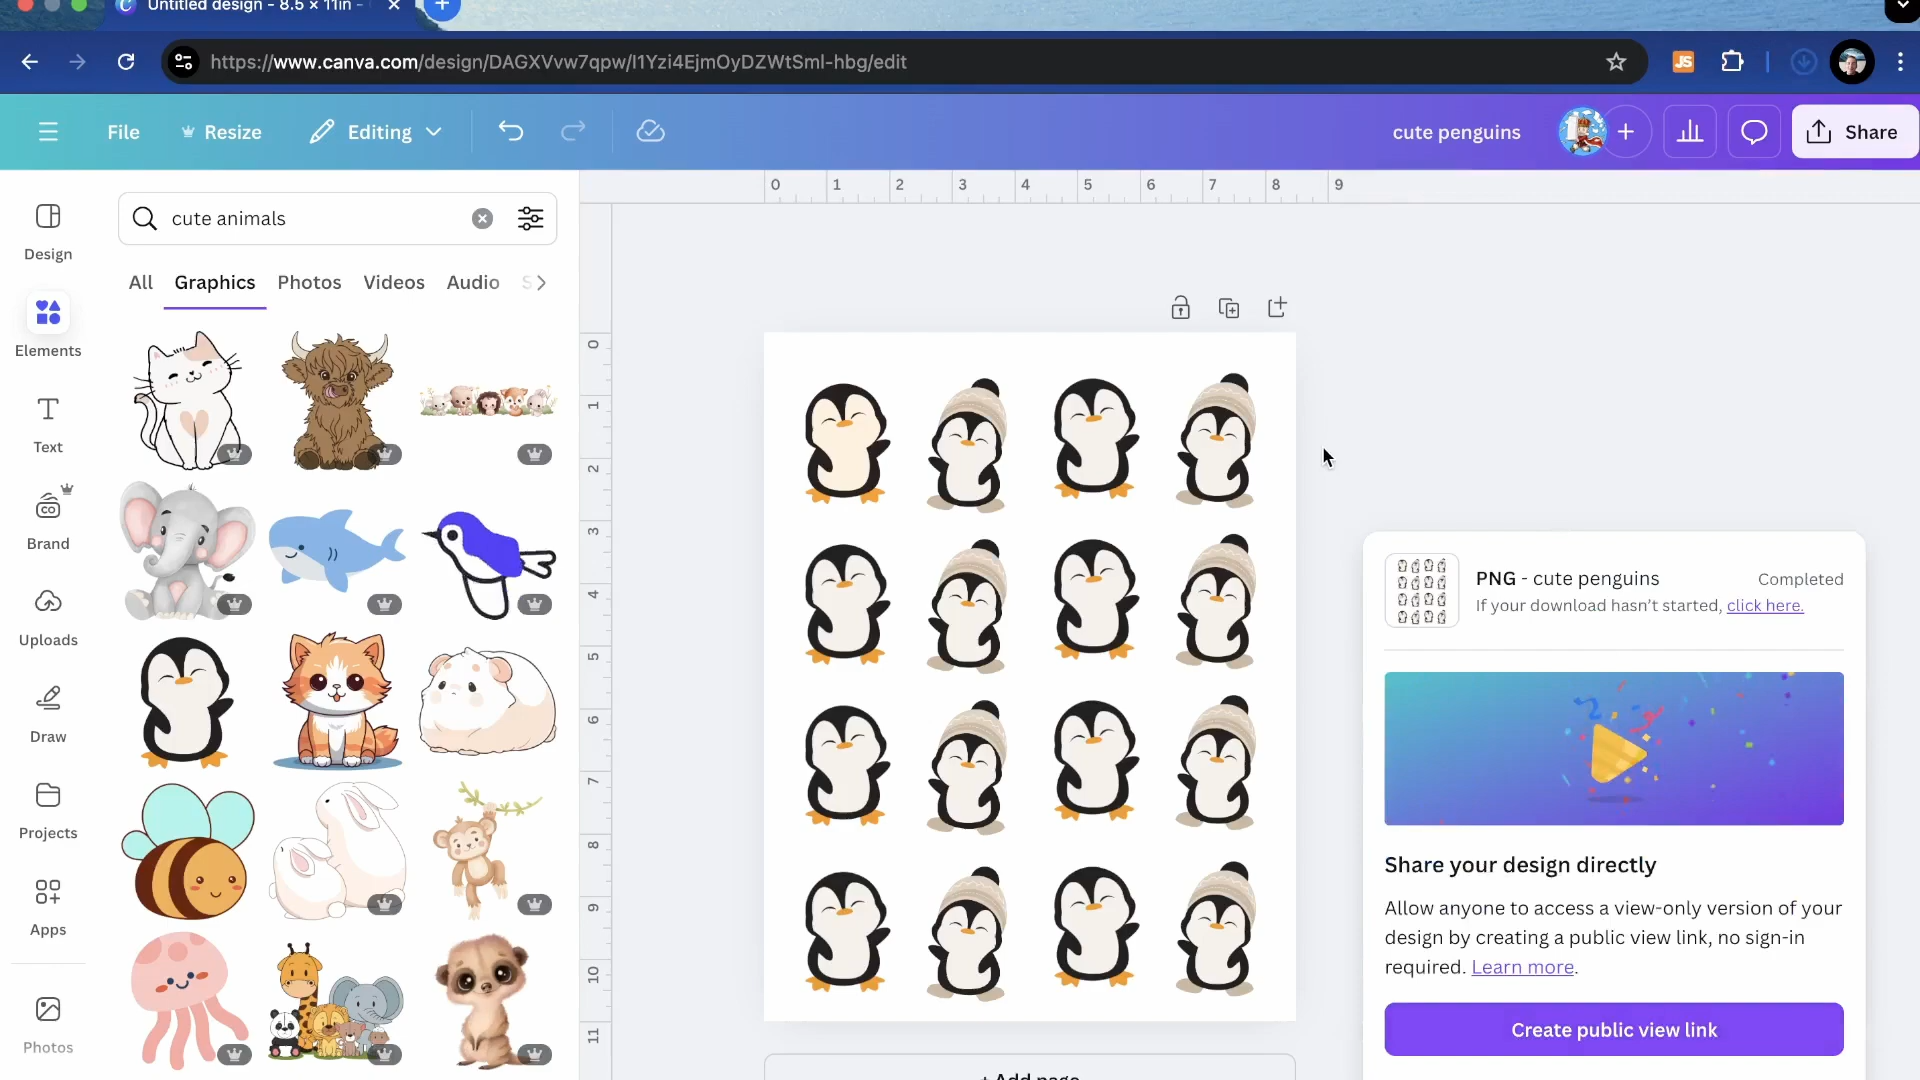 Untitled design - 8.5 × 11in -
https://www.canva.com/design/DAGXVvw7qpw/I1Yzi4EjmOyDZWtSmI-hbg/edit
JS
File
Resize
Editing
cute penguins
Share
0 1 2 3 4 5 6 7 8 9
cute animals
Design
All
Graphics
Photos
Videos
Audio
S
Elements
Text
CO
Brand
Uploads
Draw
Projects
Apps
Photos
0
1
2
3
4
5
6
7
8
9
10
11
PNG - cute penguins
Completed
If your download hasn't started, click here.
Share your design directly
Allow anyone to access a view-only version of your
design by creating a public view link, no sign-in
required. Learn more.
Create public view link
+ Add page